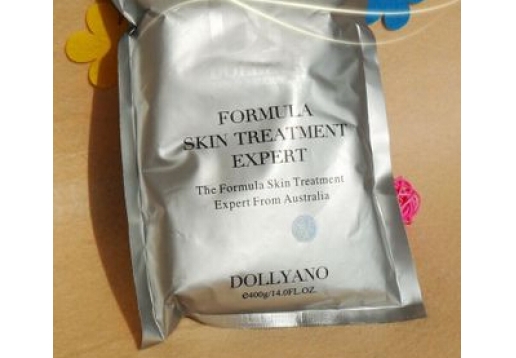 FORMULA
SKIN TREATMENT
EXPERT
The Formula Skin Treatment
Expert From Australia
DOLLYANO
℮400g/14.0FL.OZ.